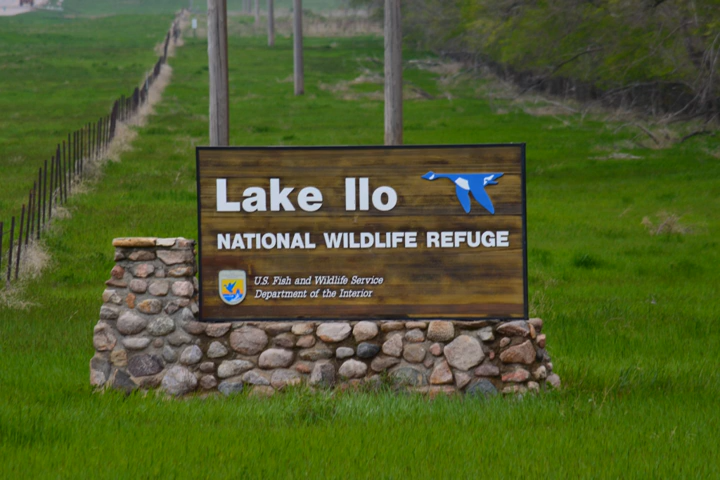 Lake Ilo
NATIONAL WILDLIFE REFUGE
U.S. Fish and Wildlife Service
Department of the Interior